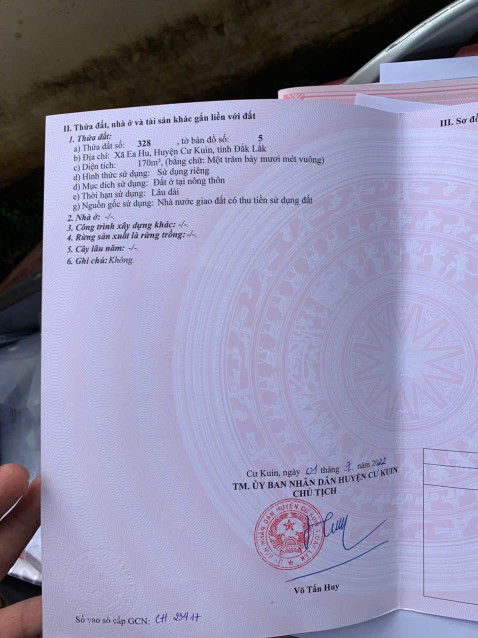 II. Thửa đất, nhà ở và tài sản khác gắn liền với đất
1. Thửa đất:
a) Thửa đất số: 328 , tờ bản đồ số: 5
b) Địa chỉ: Xã Ea Hu, Huyện Cư Kuin, tỉnh Đắk Lắk
c) Diện tích: 170m², (bằng chữ: Một trăm bảy mươi mét vuông)
d) Hình thức sử dụng: Sử dụng riêng
đ) Mục đích sử dụng: Đất ở tại nông thôn
e) Thời hạn sử dụng: Lâu dài
g) Nguồn gốc sử dụng: Nhà nước giao đất có thu tiền sử dụng đất
2. Nhà ở: -/-.
3. Công trình xây dựng khác: -/-.
4. Rừng sản xuất là rừng trồng: -/-.
5. Cây lâu năm: -/-.
6. Ghi chú: Không.
III. Sơ đồ
Cư Kuin, ngày 01 tháng 7 năm 2022
TM. ỦY BAN NHÂN DÂN HUYỆN CƯ KUIN
CHỦ TỊCH
Võ Tấn Huy
Số vào sổ cấp GCN: CH 23917